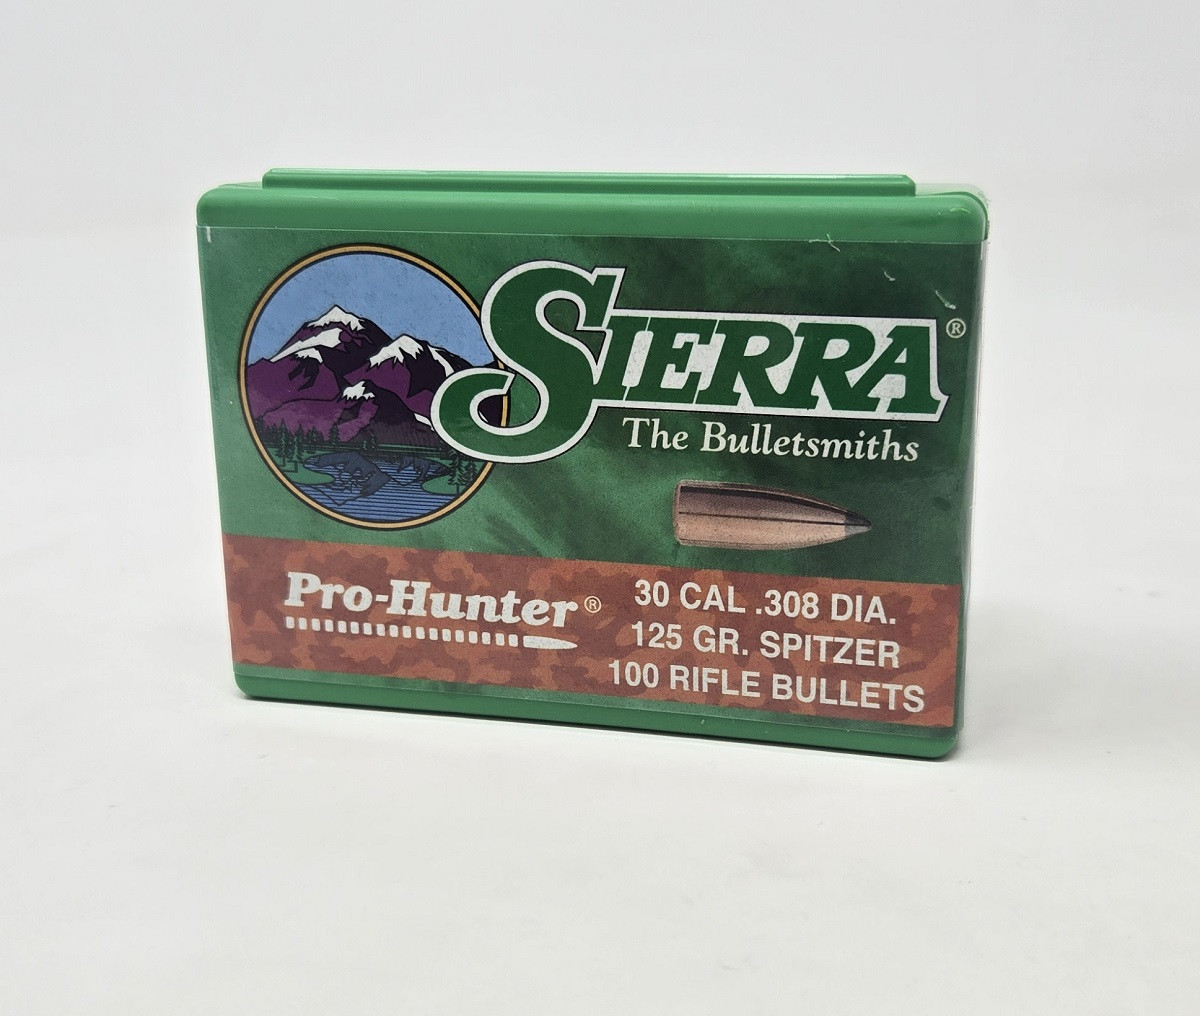 SIERRA®
The Bulletsmiths
Pro-Hunter®
30 CAL .308 DIA.
125 GR. SPITZER
100 RIFLE BULLETS